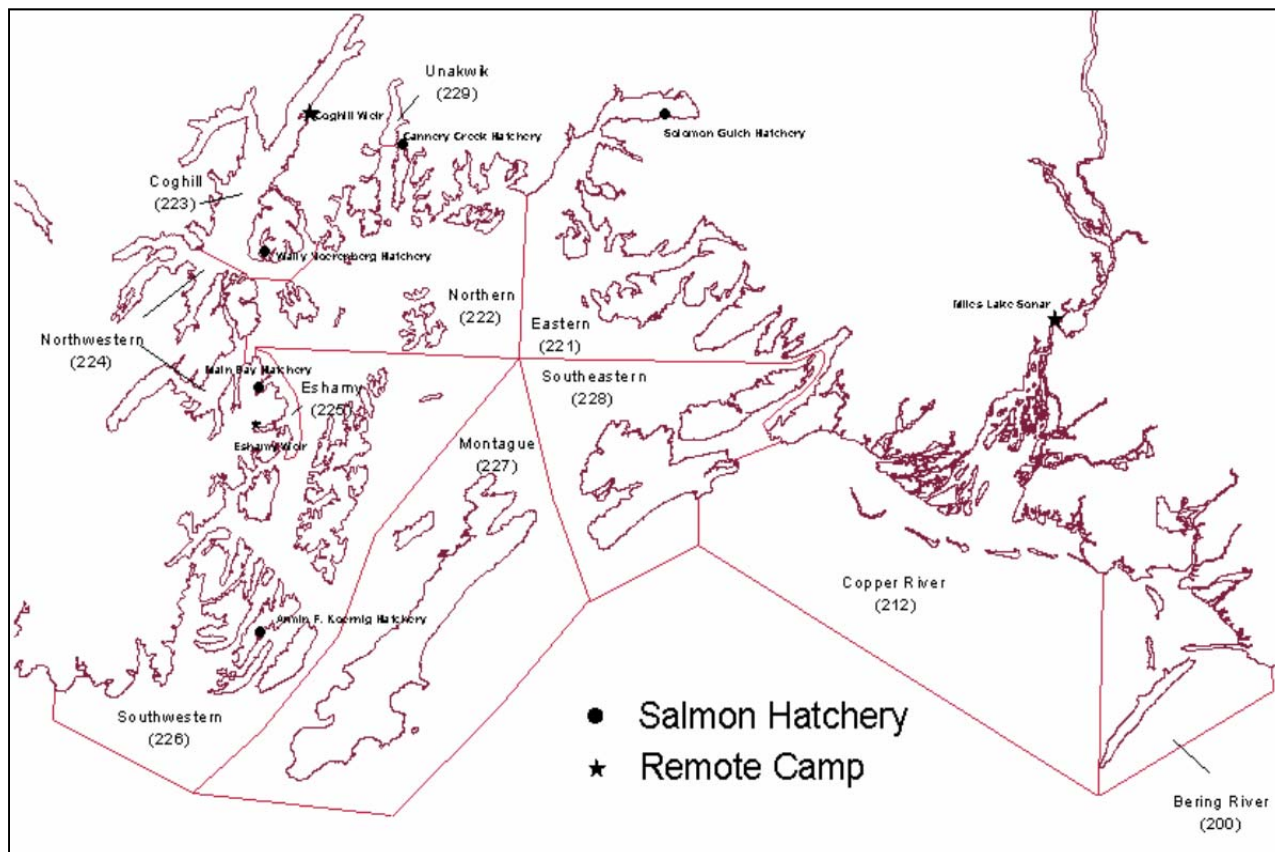 Unakwik
(229)
Coghill Weir
Solomon Gulch Hatchery
Cannery Creek Hatchery
Coghill
(223)
Wally Noerenberg Hatchery
Northern
(222)
Miles Lake Sonar
Eastern
(221)
Northwestern
(224)
Main Bay Hatchery
Southeastern
(228)
Eshamy
(225)
Eshamy Weir
Montague
(227)
Copper River
(212)
Armin F. Koernig Hatchery
Southwestern
(226)
Salmon Hatchery
Remote Camp
Bering River
(200)